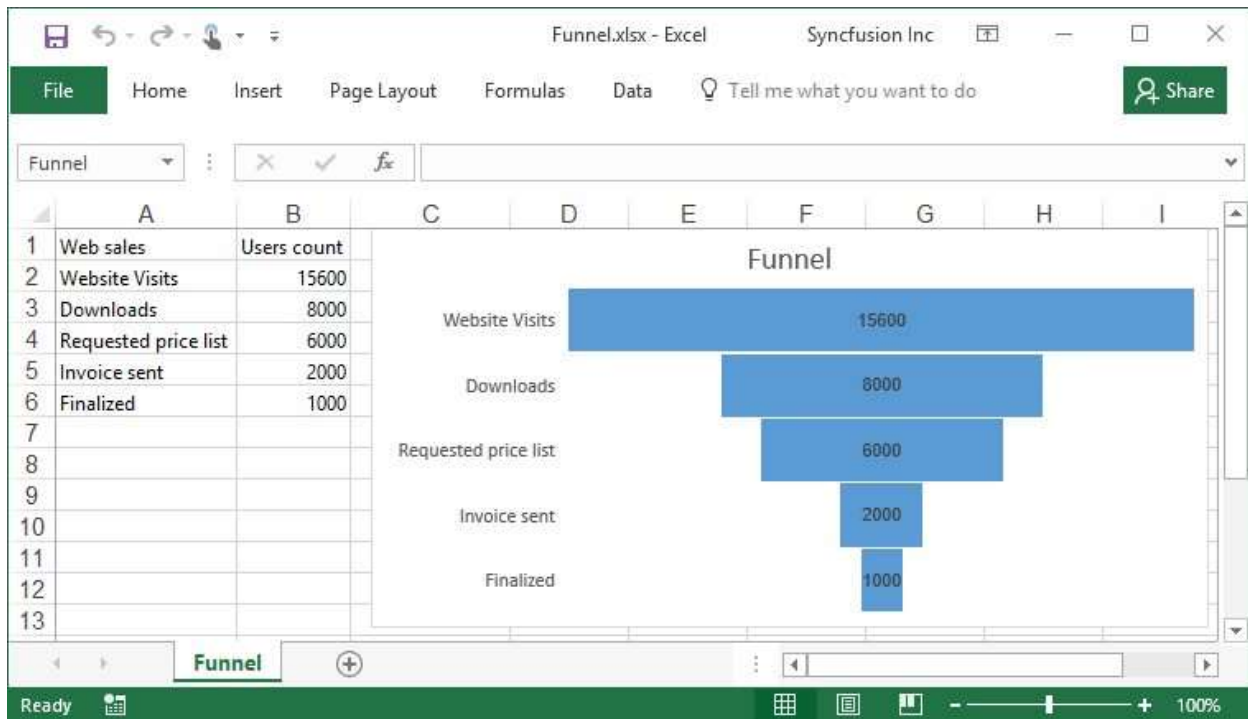 Funnel.xlsx - Excel Syncfusion Inc
File Home Insert Page Layout Formulas Data Tell me what you want to do Share
Funnel fx
A B C D E F G H I
1 Web sales Users count
2 Website Visits 15600
3 Downloads 8000
4 Requested price list 6000
5 Invoice sent 2000
6 Finalized 1000
7
8
9
10
11
12
13
Funnel
Website Visits 15600
Downloads 8000
Requested price list 6000
Invoice sent 2000
Finalized 1000
Funnel
Ready 100%